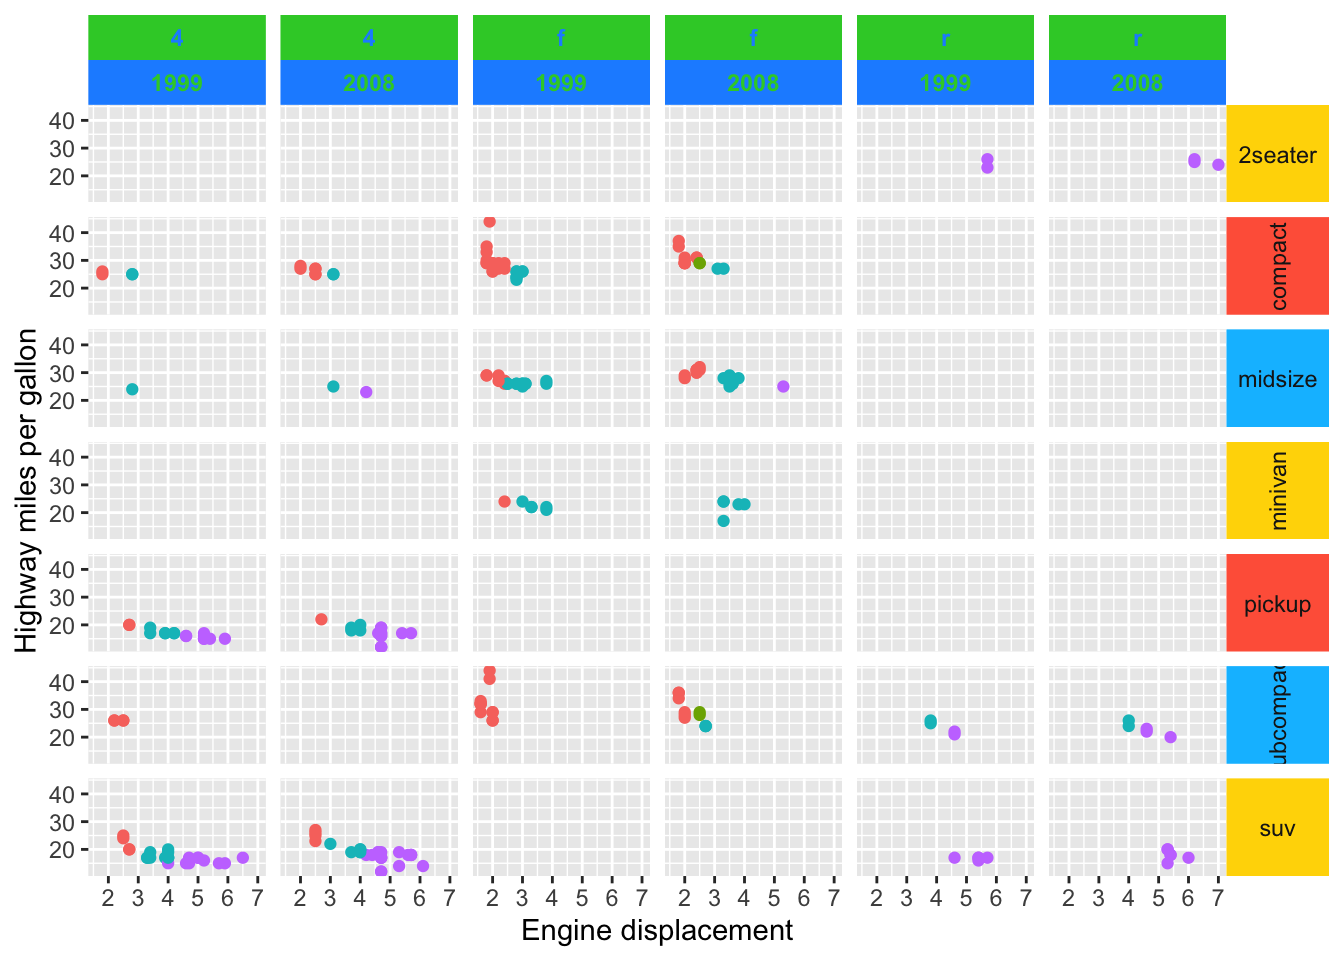 4 4 f f r r
1999 2008 1999 2008 1999 2008
40
30
20
2seater
40
30
20
compact
40
30
20
midsize
40
30
20
minivan
40
30
20
pickup
40
30
20
ubcompac
40
30
20
suv
2 3 4 5 6 7 2 3 4 5 6 7 2 3 4 5 6 7 2 3 4 5 6 7 2 3 4 5 6 7 2 3 4 5 6 7
Engine displacement
Highway miles per gallon